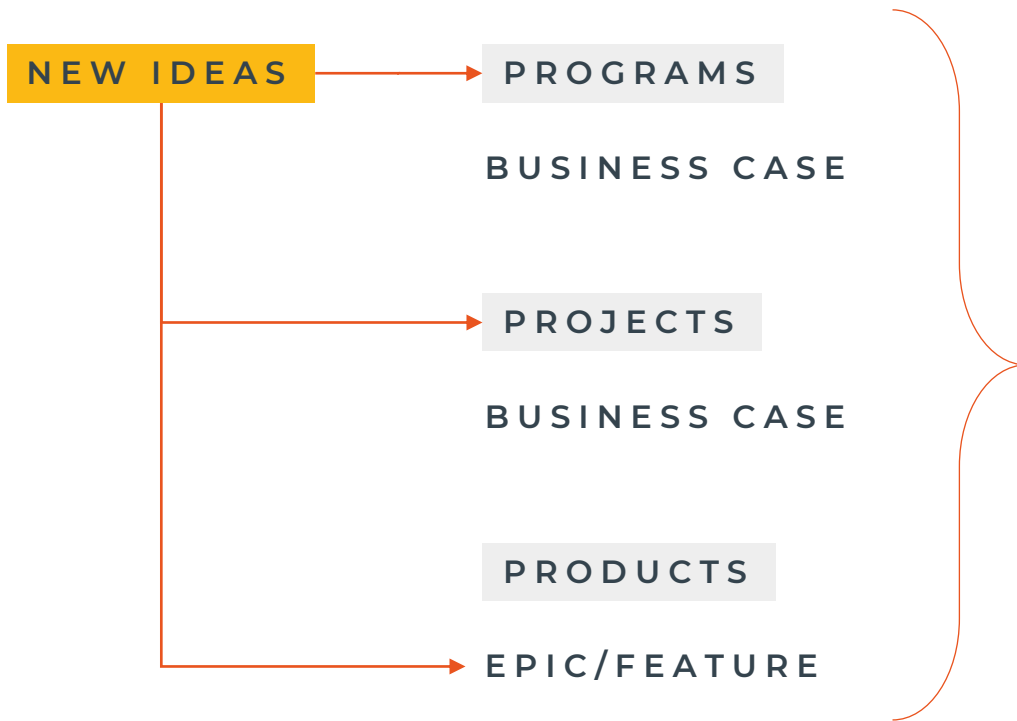 NEW IDEAS
PROGRAMS
BUSINESS CASE
PROJECTS
BUSINESS CASE
PRODUCTS
EPIC/FEATURE